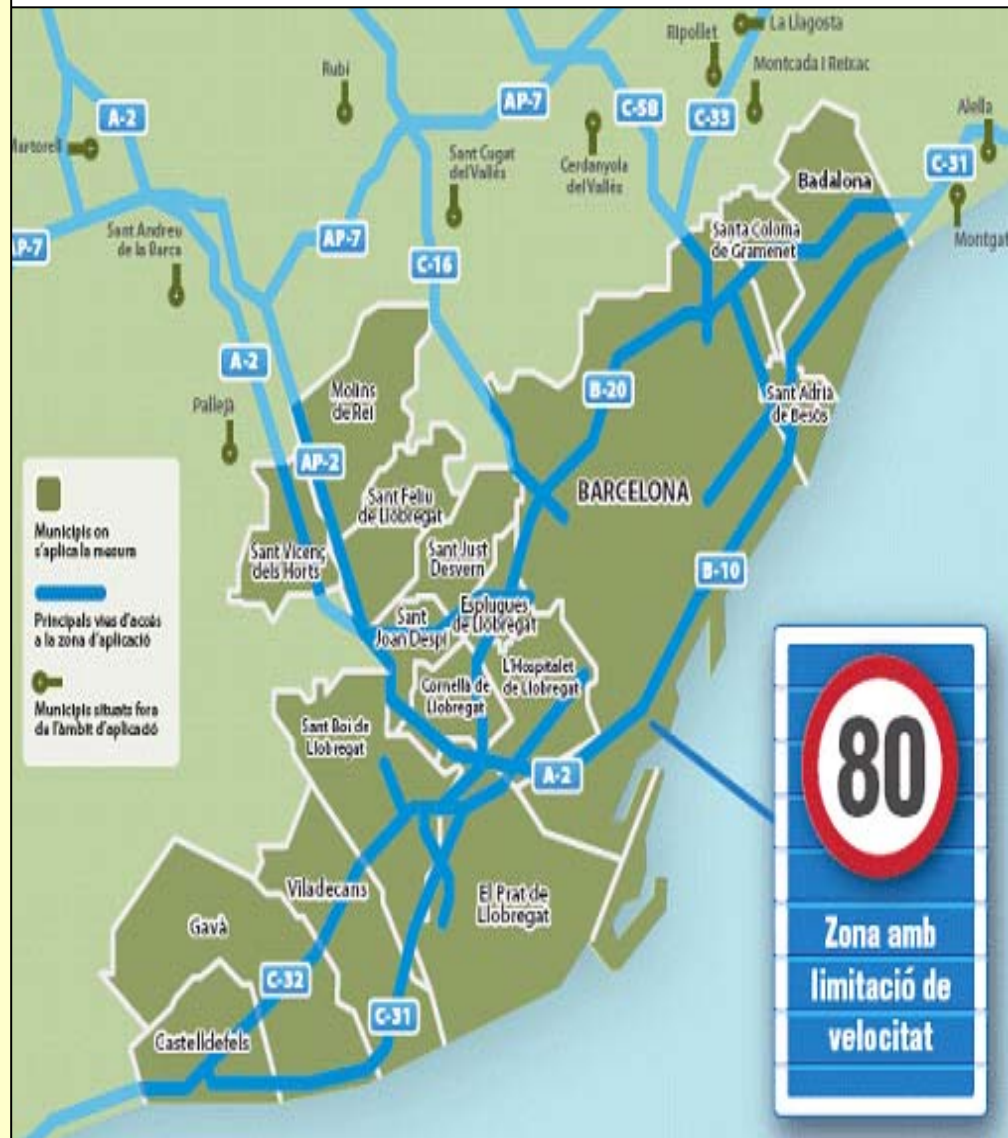 La Llagosta
Ripollet
Montcada i Reixac
Rubí
AP-7
C-58
C-33
Alella
A-2
Martorell
Sant Cugat
del Vallés
Cerdanyola
del Vallés
C-31
Badalona
Montgat
Sant Andreu
de la Barca
AP-7
AP-7
C-16
Santa Coloma
de Gramenet
A-2
Molins
de Rei
B-20
Sant Adrià
de Besòs
Pallejà
AP-2
Sant Feliu
de Llobregat
BARCELONA
Sant Vicenç
dels Horts
Sant Just
Desvern
B-10
Sant
Joan Despí
Esplugues
de Llobregat
Cornellà de
Llobregat
L'Hospitalet
de Llobregat
Sant Boi de
Llobregat
A-2
Municipis on
s'aplica la mesura
Principals vies d'accés
a la zona d'aplicació
Municipis situats fora
de l'àmbit d'aplicació
Viladecans
El Prat de
Llobregat
Gavà
C-32
C-31
Castelldefels
80
Zona amb
limitació de
velocitat